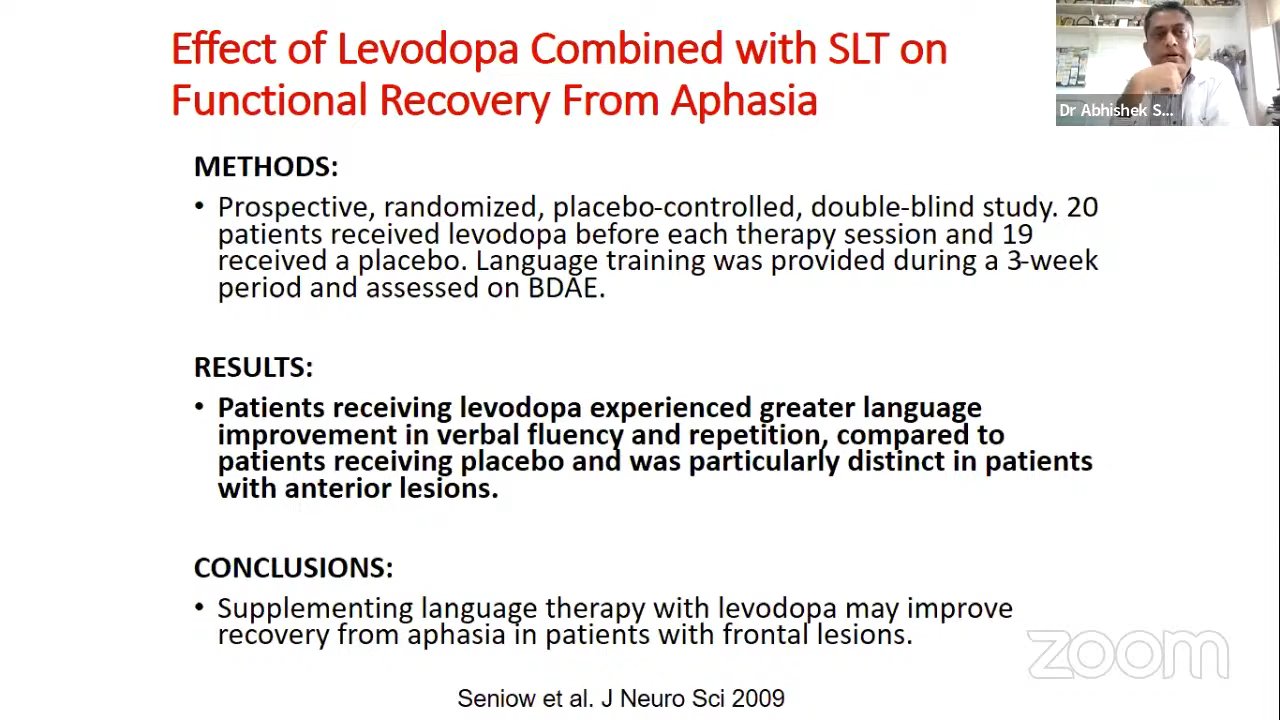 Effect of Levodopa Combined with SLT on
Functional Recovery From Aphasia
Dr Abhishek S...
METHODS:
• Prospective, randomized, placebo-controlled, double-blind study. 20
patients received levodopa before each therapy session and 19
received a placebo. Language training was provided during a 3-week
period and assessed on BDAE.
RESULTS:
• Patients receiving levodopa experienced greater language
improvement in verbal fluency and repetition, compared to
patients receiving placebo and was particularly distinct in patients
with anterior lesions.
CONCLUSIONS:
• Supplementing language therapy with levodopa may improve
recovery from aphasia in patients with frontal lesions.
zoom
Seniow et al. J Neuro Sci 2009